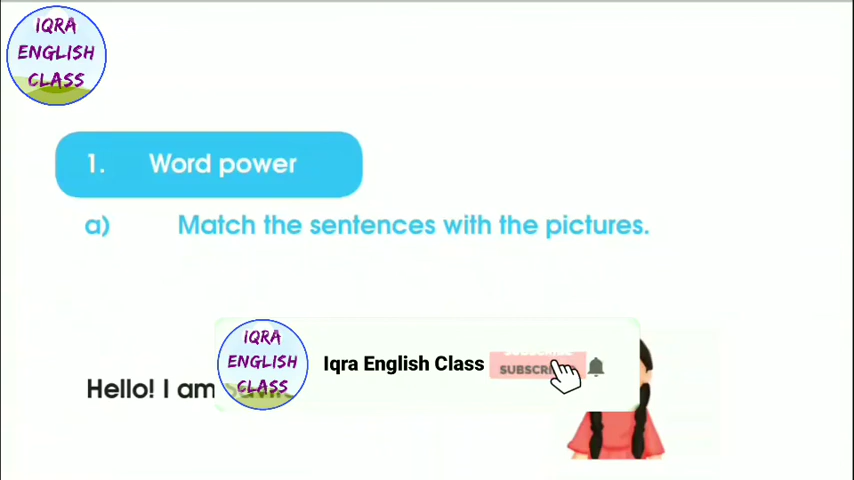 IQRA
ENGLISH
CLASS
1. Word power
a) Match the sentences with the pictures.
IQRA
ENGLISH
CLASS
Iqra English Class
Hello! I am